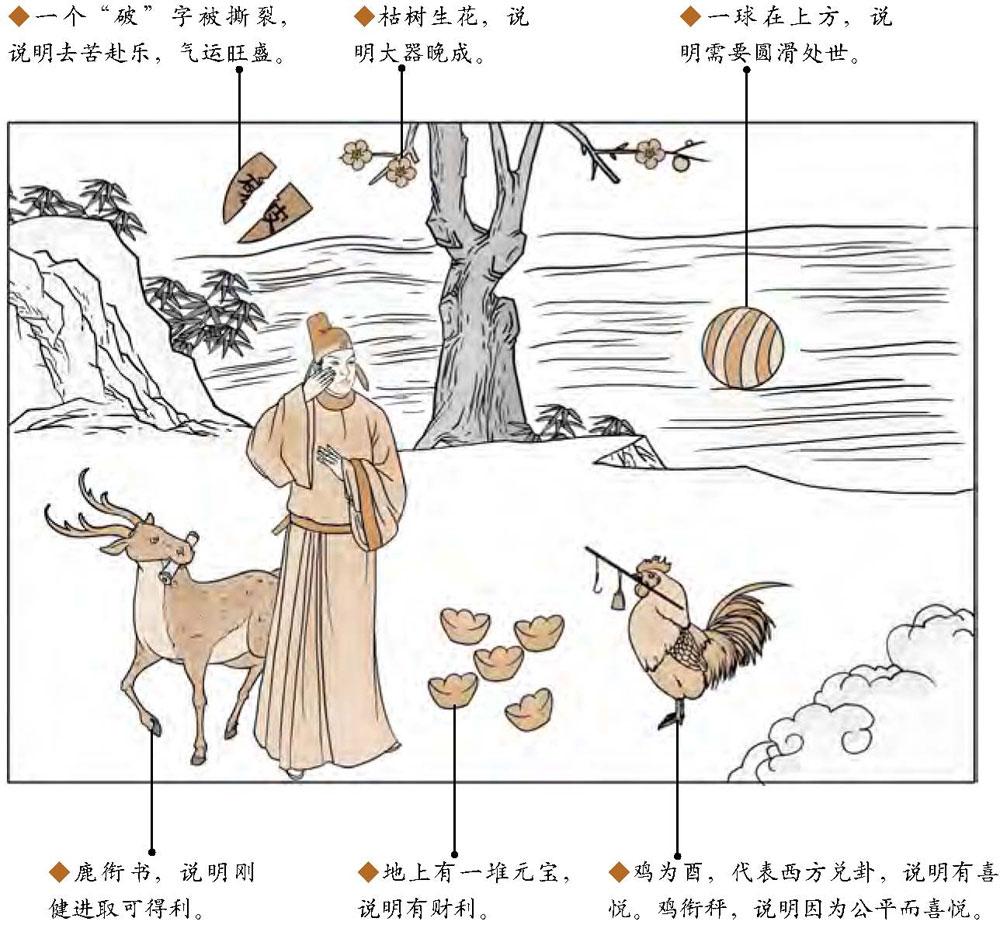 ◆一个“破”字被撕裂，
说明去苦赴乐，气运旺盛。
◆枯树生花，说
明大器晚成。
◆一球在上方，说
明需要圆滑处世。
破
◆鹿衔书，说明刚
健进取可得利。
◆地上有一堆元宝，
说明有财利。
◆鸡为酉，代表西方兑卦，说明有喜
悦。鸡衔秤，说明因为公平而喜悦。